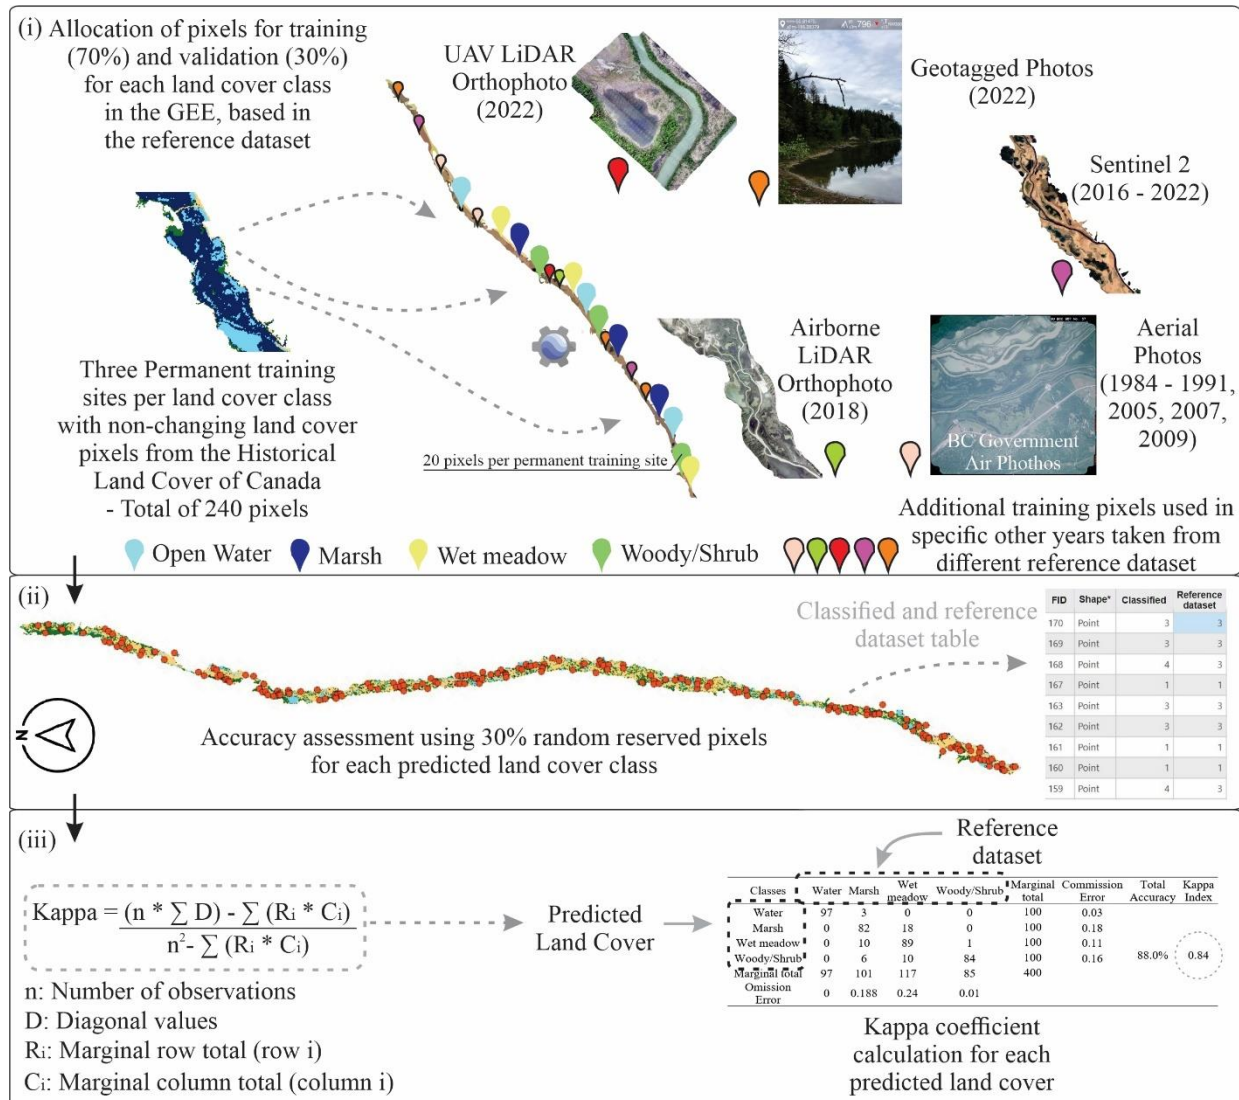 (i) Allocation of pixels for training
(70%) and validation (30%)
for each land cover class
in the GEE, based in
the reference dataset
UAV LiDAR
Orthophoto
(2022)
Geotagged Photos
(2022)
Sentinel 2
(2016 - 2022)
Three Permanent training
sites per land cover class
with non-changing land cover
pixels from the Historical
Land Cover of Canada
- Total of 240 pixels
20 pixels per permanent training site
Airborne
LiDAR
Orthophoto
(2018)
BC Government
Air Phothos
Aerial
Photos
(1984 - 1991,
2005, 2007,
2009)
Open Water
Marsh
Wet meadow
Woody/Shrub
Additional training pixels used in
specific other years taken from
different reference dataset
(ii)
N
Accuracy assessment using 30% random reserved pixels
for each predicted land cover class
Classified and reference
dataset table
FID Shape* Classified Reference
dataset
170 Point 3 3
169 Point 3 3
168 Point 4 3
167 Point 1 1
163 Point 3 3
162 Point 3 3
161 Point 1 1
160 Point 1 1
159 Point 4 3
(iii)
Kappa = (n * ∑ D) - ∑ (Ri * Ci)
n² - ∑ (Ri * Ci)
n: Number of observations
D: Diagonal values
Ri: Marginal row total (row i)
Ci: Marginal column total (column i)
Predicted
Land Cover
Reference
dataset
Classes Water Marsh Wet meadow Woody/Shrub Marginal total Commission Error Total Accuracy Kappa Index
Water 97 3 0 0 100 0.03
Marsh 0 82 18 0 100 0.18
Wet meadow 0 10 89 1 100 0.11
Woody/Shrub 0 6 10 84 100 0.16 88.0% 0.84
Marginal total 97 101 117 85 400
Omission Error 0 0.188 0.24 0.01
Kappa coefficient
calculation for each
predicted land cover